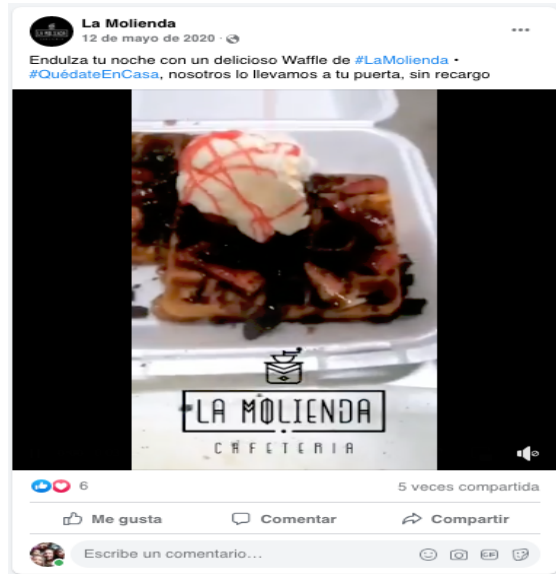 La Molienda
12 de mayo de 2020 ·
Endulza tu noche con un delicioso Waffle de #LaMolienda •
#QuédateEnCasa, nosotros lo llevamos a tu puerta, sin recargo
LA MOLIENDA
CAFETERIA
6
5 veces compartida
Me gusta
Comentar
Compartir
Escribe un comentario...
GIF